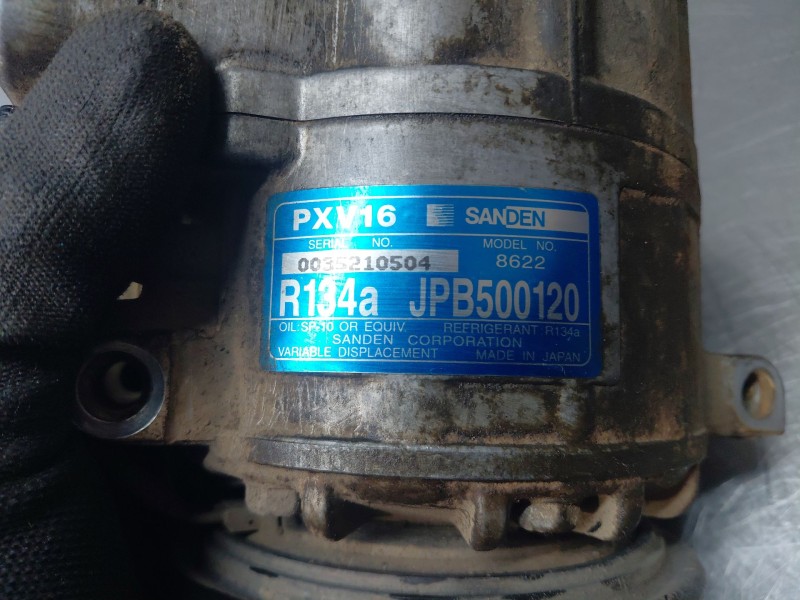 PXV16 SANDEN
SERIAL NO. MODEL NO.
0035210504 8622
R134a JPB500120
OIL:SP-10 OR EQUIV. REFRIGERANT R134a
SANDEN CORPORATION
VARIABLE DISPLACEMENT MADE IN JAPAN